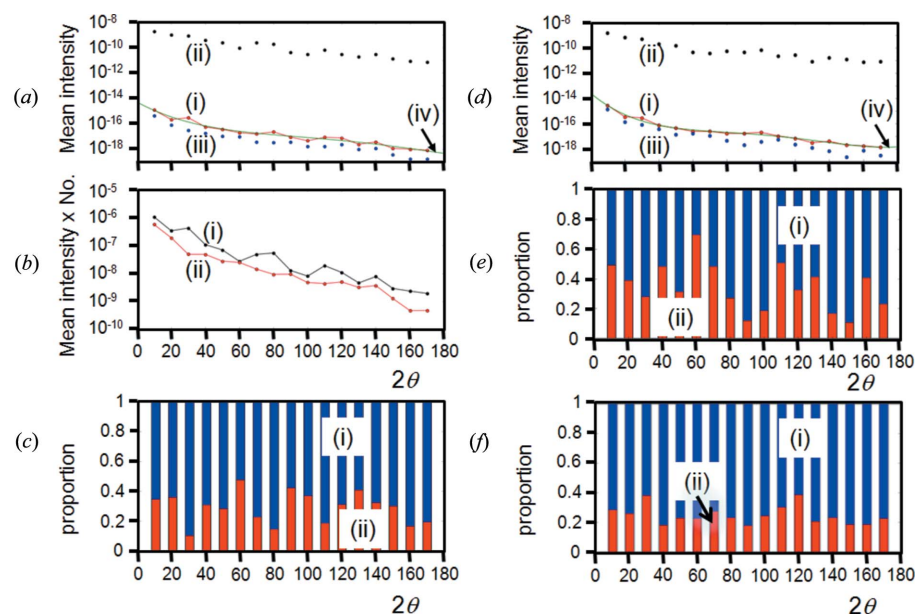 (a)
Mean intensity
10-8
10-10
10-12
10-14
10-16
10-18
(ii)
(i)
(iii)
(iv)
(b)
Mean intensity x No.
10-5
10-6
10-7
10-8
10-9
10-10
(i)
(ii)
0 20 40 60 80 100 120 140 160 180
2θ
(c)
proportion
1
0.8
0.6
0.4
0.2
0
(i)
(ii)
0 20 40 60 80 100 120 140 160 180
2θ
(d)
Mean intensity
10-8
10-10
10-12
10-14
10-16
10-18
(ii)
(i)
(iii)
(iv)
(e)
proportion
1
0.8
0.6
0.4
0.2
0
(i)
(ii)
0 20 40 60 80 100 120 140 160 180
2θ
(f)
proportion
1
0.8
0.6
0.4
0.2
0
(i)
(ii)
0 20 40 60 80 100 120 140 160 180
2θ